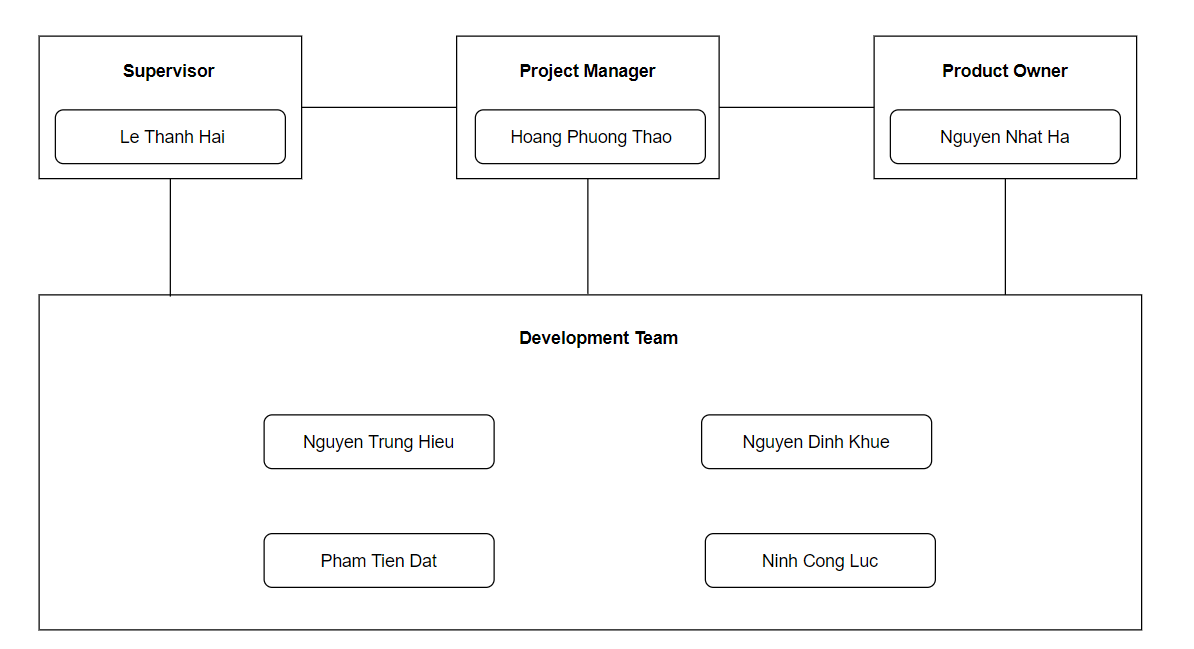 Supervisor
Le Thanh Hai
Project Manager
Hoang Phuong Thao
Product Owner
Nguyen Nhat Ha
Development Team
Nguyen Trung Hieu
Nguyen Dinh Khue
Pham Tien Dat
Ninh Cong Luc